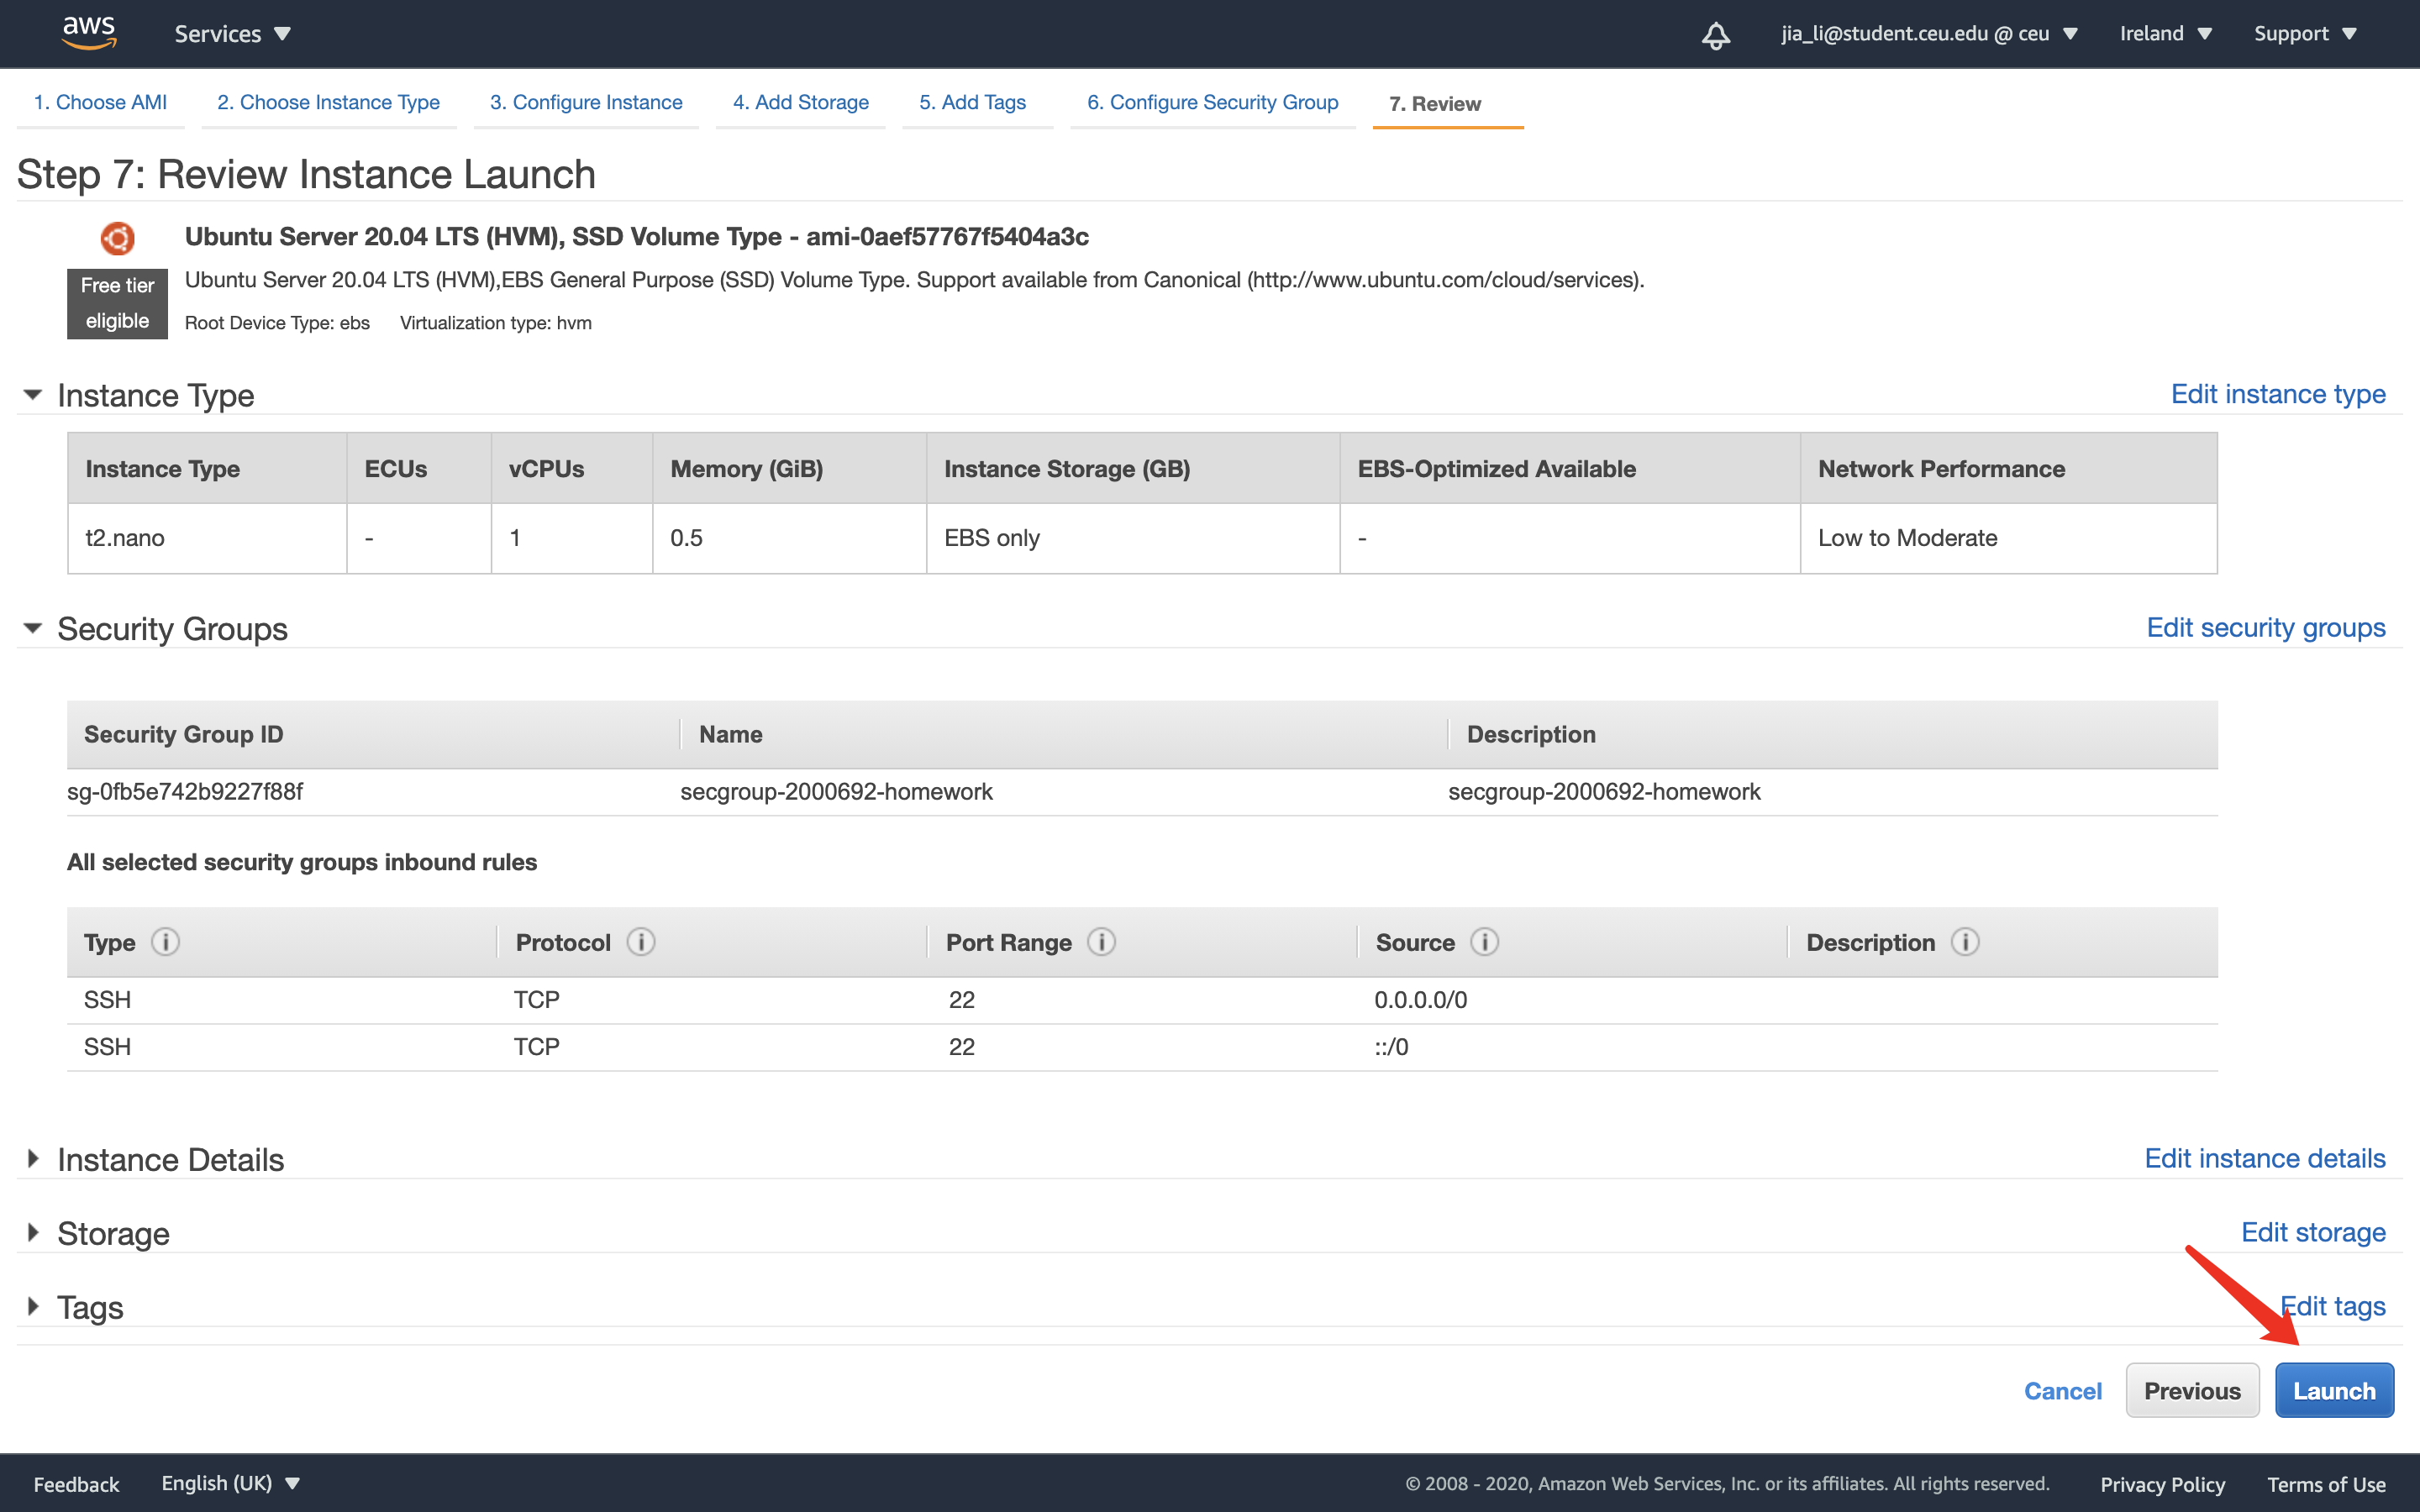 aws Services jia_li@student.ceu.edu @ ceu Ireland Support
1. Choose AMI 2. Choose Instance Type 3. Configure Instance 4. Add Storage 5. Add Tags 6. Configure Security Group 7. Review
Step 7: Review Instance Launch
Ubuntu Server 20.04 LTS (HVM), SSD Volume Type - ami-0aef57767f5404a3c
Free tier eligible
Ubuntu Server 20.04 LTS (HVM),EBS General Purpose (SSD) Volume Type. Support available from Canonical (http://www.ubuntu.com/cloud/services).
Root Device Type: ebs Virtualization type: hvm
Instance Type Edit instance type
Instance Type ECUs vCPUs Memory (GiB) Instance Storage (GB) EBS-Optimized Available Network Performance
t2.nano - 1 0.5 EBS only - Low to Moderate
Security Groups Edit security groups
Security Group ID Name Description
sg-0fb5e742b9227f88f secgroup-2000692-homework secgroup-2000692-homework
All selected security groups inbound rules
Type i Protocol i Port Range i Source i Description i
SSH TCP 22 0.0.0.0/0
SSH TCP 22 ::/0
Instance Details Edit instance details
Storage Edit storage
Tags Edit tags
Cancel Previous Launch
Feedback English (UK) © 2008 - 2020, Amazon Web Services, Inc. or its affiliates. All rights reserved. Privacy Policy Terms of Use